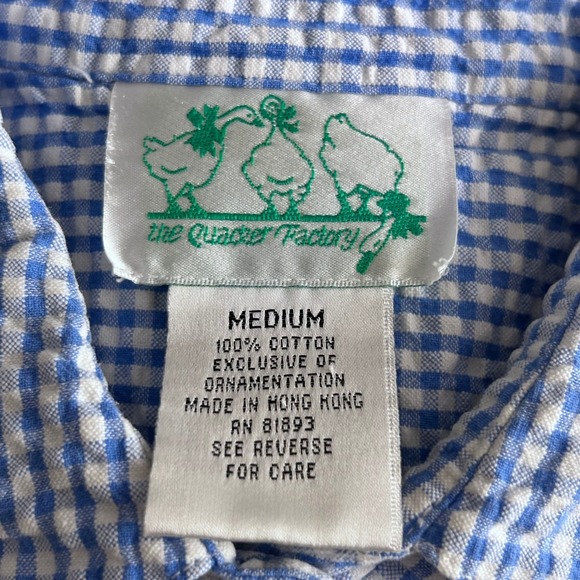 the Quacker Factory
MEDIUM
100% COTTON
EXCLUSIVE OF
ORNAMENTATION
MADE IN HONG KONG
RN 81893
SEE REVERSE
FOR CARE